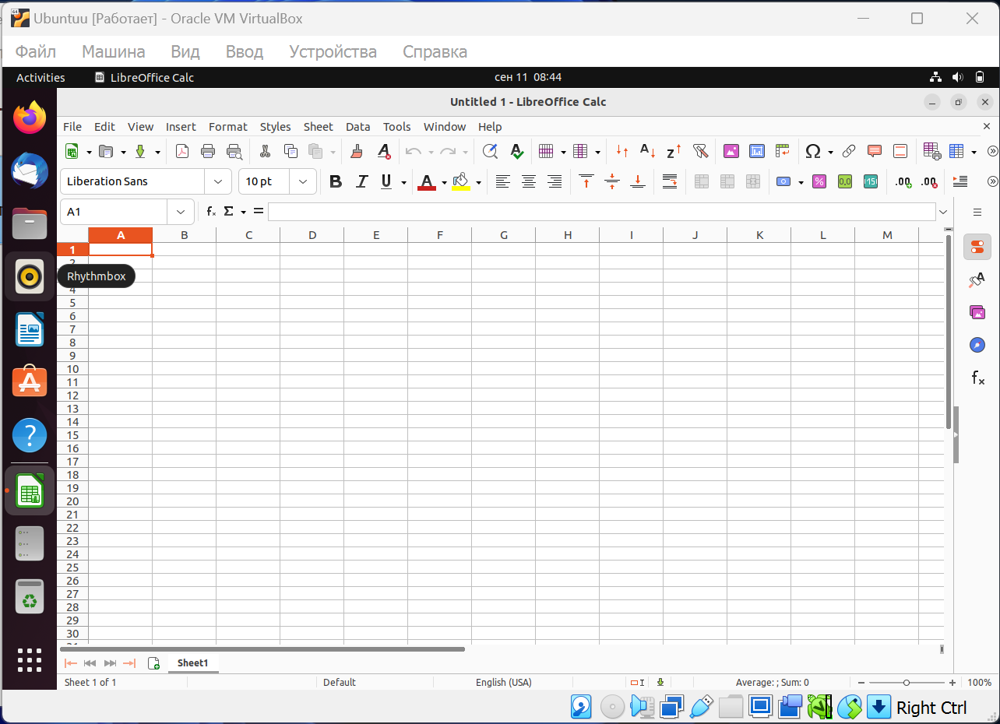 Ubuntuu [Работает] - Oracle VM VirtualBox
Файл Машина Вид Ввод Устройства Справка
Activities LibreOffice Calc сен 11 08:44
Untitled 1 - LibreOffice Calc
File Edit View Insert Format Styles Sheet Data Tools Window Help
Liberation Sans 10 pt
A1
A B C D E F G H I J K L M
1
2
Rhythmbox
4
5
6
7
8
9
10
11
12
13
14
15
16
17
18
19
20
21
22
23
24
25
26
27
28
29
30
31
Sheet1
Sheet 1 of 1 Default English (USA) Average: ; Sum: 0 100%
Right Ctrl